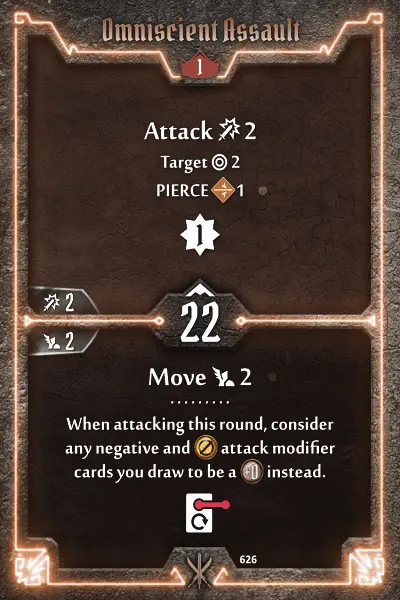 Omniscient Assault
1
Attack 2
Target 2
PIERCE 1
1
2
22
2
Move 2
When attacking this round, consider
any negative and attack modifier
cards you draw to be a +0 instead.
626